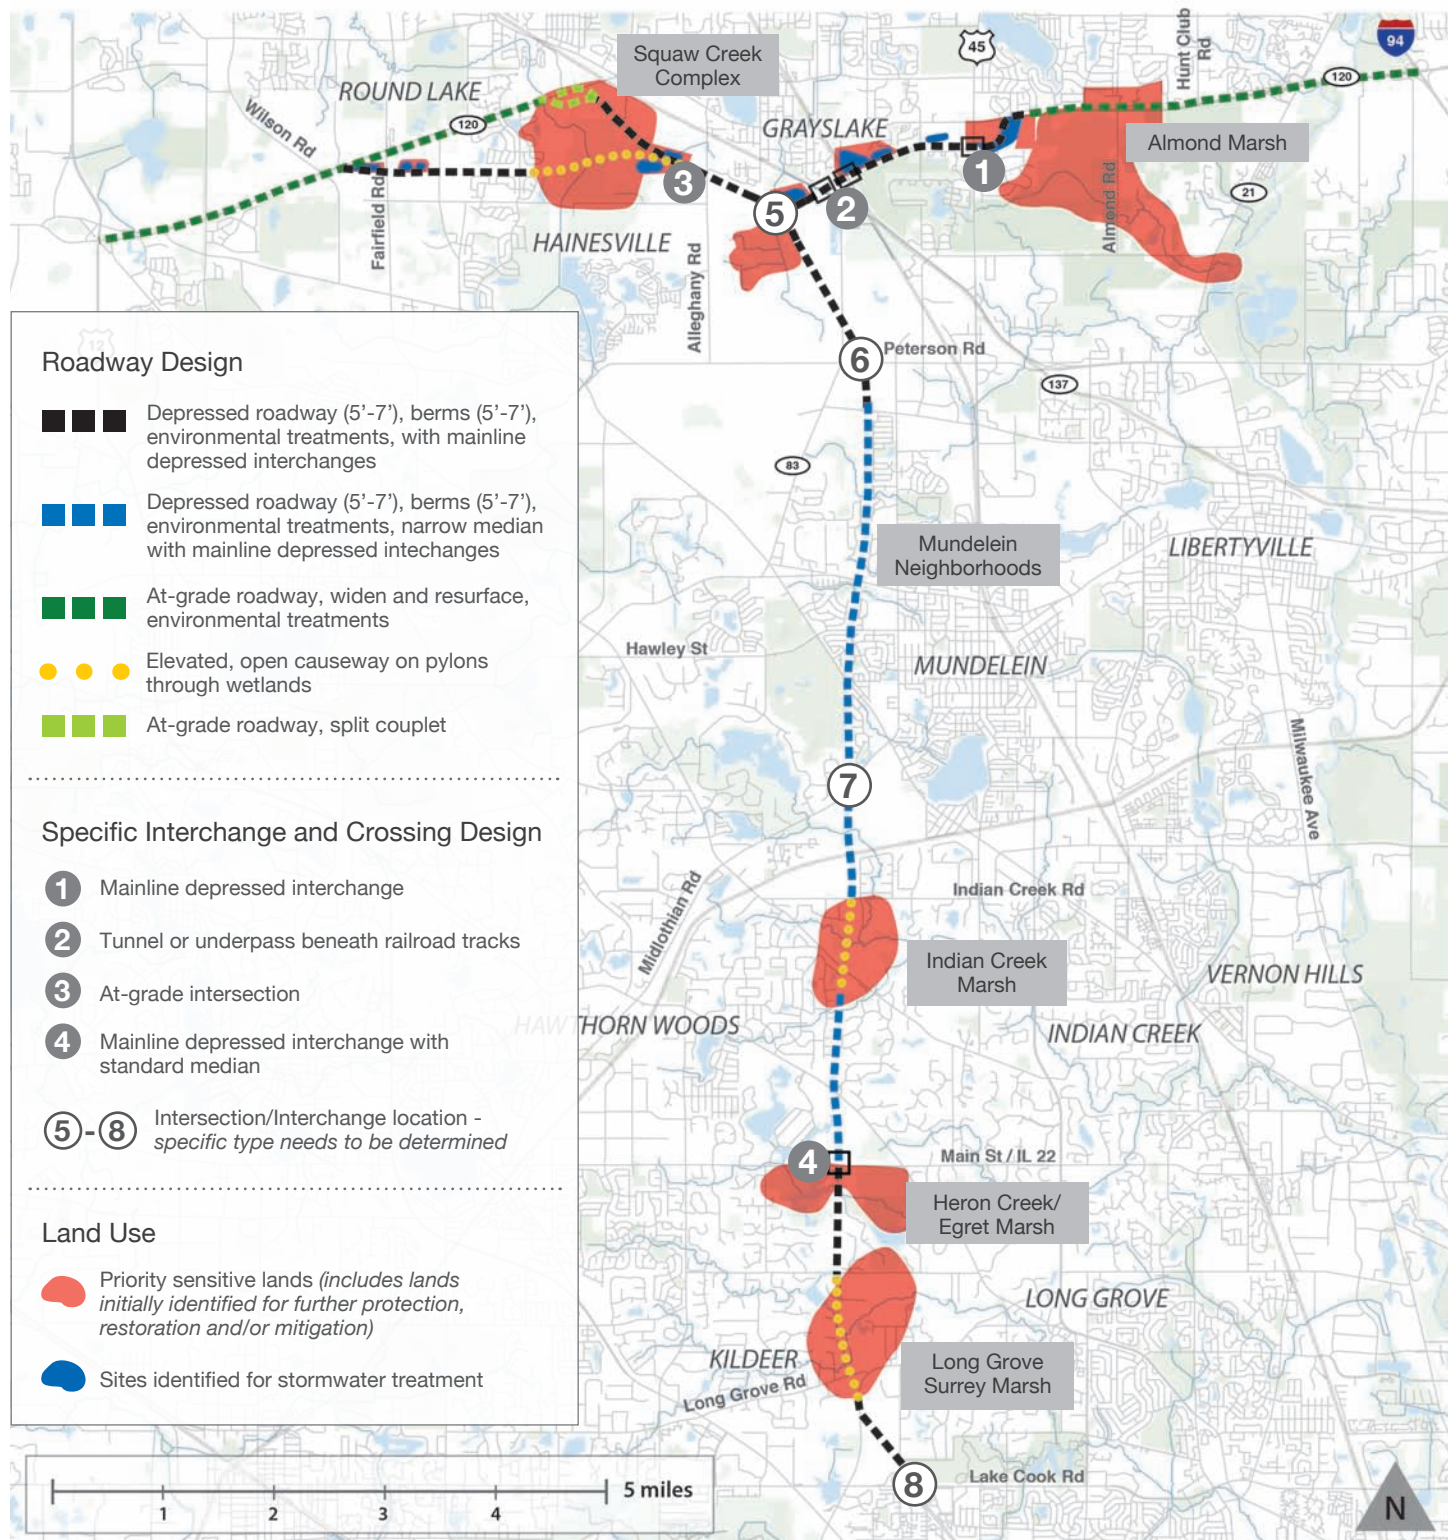 Squaw Creek
Complex
45
Hunt Club
Rd
94
ROUND LAKE
120
Wilson Rd
120
GRAYSLAKE
Almond Marsh
1
3
2
5
21
Fairfield Rd
HAINESVILLE
Alleghany Rd
Almond Rd
12
6
Peterson Rd
137
83
Mundelein
Neighborhoods
LIBERTYVILLE
Hawley St
MUNDELEIN
Milwaukee Ave
7
Midlothian Rd
Indian Creek Rd
Indian Creek
Marsh
VERNON HILLS
HAWTHORN WOODS
INDIAN CREEK
4
Main St / IL 22
Heron Creek/
Egret Marsh
LONG GROVE
KILDEER
Long Grove Rd
Long Grove
Surrey Marsh
8
Lake Cook Rd
N
Roadway Design
Depressed roadway (5'-7'), berms (5'-7'),
environmental treatments, with mainline
depressed interchanges
Depressed roadway (5'-7'), berms (5'-7'),
environmental treatments, narrow median
with mainline depressed intechanges
At-grade roadway, widen and resurface,
environmental treatments
Elevated, open causeway on pylons
through wetlands
At-grade roadway, split couplet
Specific Interchange and Crossing Design
1 Mainline depressed interchange
2 Tunnel or underpass beneath railroad tracks
3 At-grade intersection
4 Mainline depressed interchange with
standard median
5-8 Intersection/Interchange location -
specific type needs to be determined
Land Use
Priority sensitive lands (includes lands
initially identified for further protection,
restoration and/or mitigation)
Sites identified for stormwater treatment
5 miles
1 2 3 4